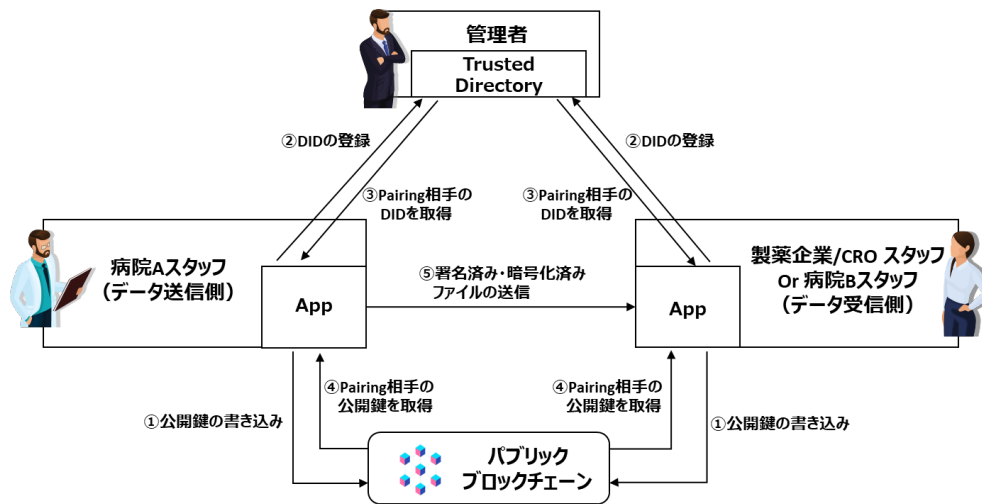 管理者
Trusted
Directory
②DIDの登録
②DIDの登録
③Pairing相手の
DIDを取得
③Pairing相手の
DIDを取得
病院Aスタッフ
（データ送信側）
App
⑤署名済み・暗号化済み
ファイルの送信
App
製薬企業/CRO スタッフ
Or 病院Bスタッフ
（データ受信側）
④Pairing相手の
公開鍵を取得
④Pairing相手の
公開鍵を取得
①公開鍵の書き込み
①公開鍵の書き込み
パブリック
ブロックチェーン